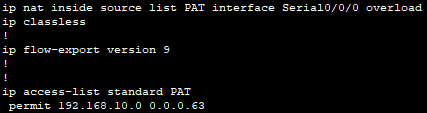 ip nat inside source list PAT interface Serial0/0/0 overload
ip classless
!
ip flow-export version 9
!
!
ip access-list standard PAT
 permit 192.168.10.0 0.0.0.63